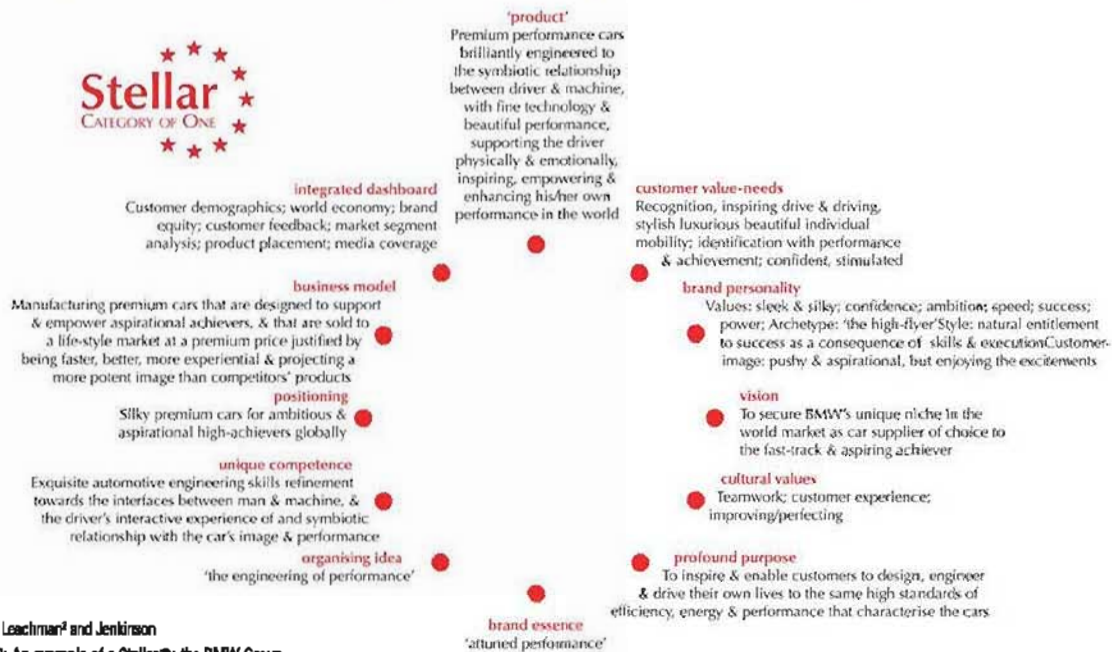 Stellar
CATEGORY OF ONE
'product'
Premium performance cars
brilliantly engineered to
the symbiotic relationship
between driver & machine,
with fine technology &
beautiful performance,
supporting the driver
physically & emotionally,
inspiring, empowering &
enhancing his/her own
performance in the world
integrated dashboard
Customer demographics; world economy; brand
equity; customer feedback; market segment
analysis; product placement; media coverage
customer value-needs
Recognition, inspiring drive & driving,
stylish luxurious beautiful individual
mobility; identification with performance
& achievement; confident, stimulated
business model
Manufacturing premium cars that are designed to support
& empower aspirational achievers, & that are sold to
a life-style market at a premium price justified by
being faster, better, more experiential & projecting a
more potent image than competitors' products
brand personality
Values: sleek & silky; confidence; ambition; speed; success;
power; Archetype: 'the high-flyer'Style: natural entitlement
to success as a consequence of skills & executionCustomer-
image: pushy & aspirational, but enjoying the excitements
positioning
Silky premium cars for ambitious &
aspirational high-achievers globally
vision
To secure BMW's unique niche in the
world market as car supplier of choice to
the fast-track & aspiring achiever
unique competence
Exquisite automotive engineering skills refinement
towards the interfaces between man & machine, &
the driver's interactive experience of and symbiotic
relationship with the car's image & performance
cultural values
Teamwork; customer experience;
improving/perfecting
organising idea
'the engineering of performance'
profound purpose
To inspire & enable customers to design, engineer
& drive their own lives to the same high standards of
efficiency, energy & performance that characterise the cars
brand essence
'attuned performance'
Leachman² and Jenkinson
An example of a Stellar the BMW Group